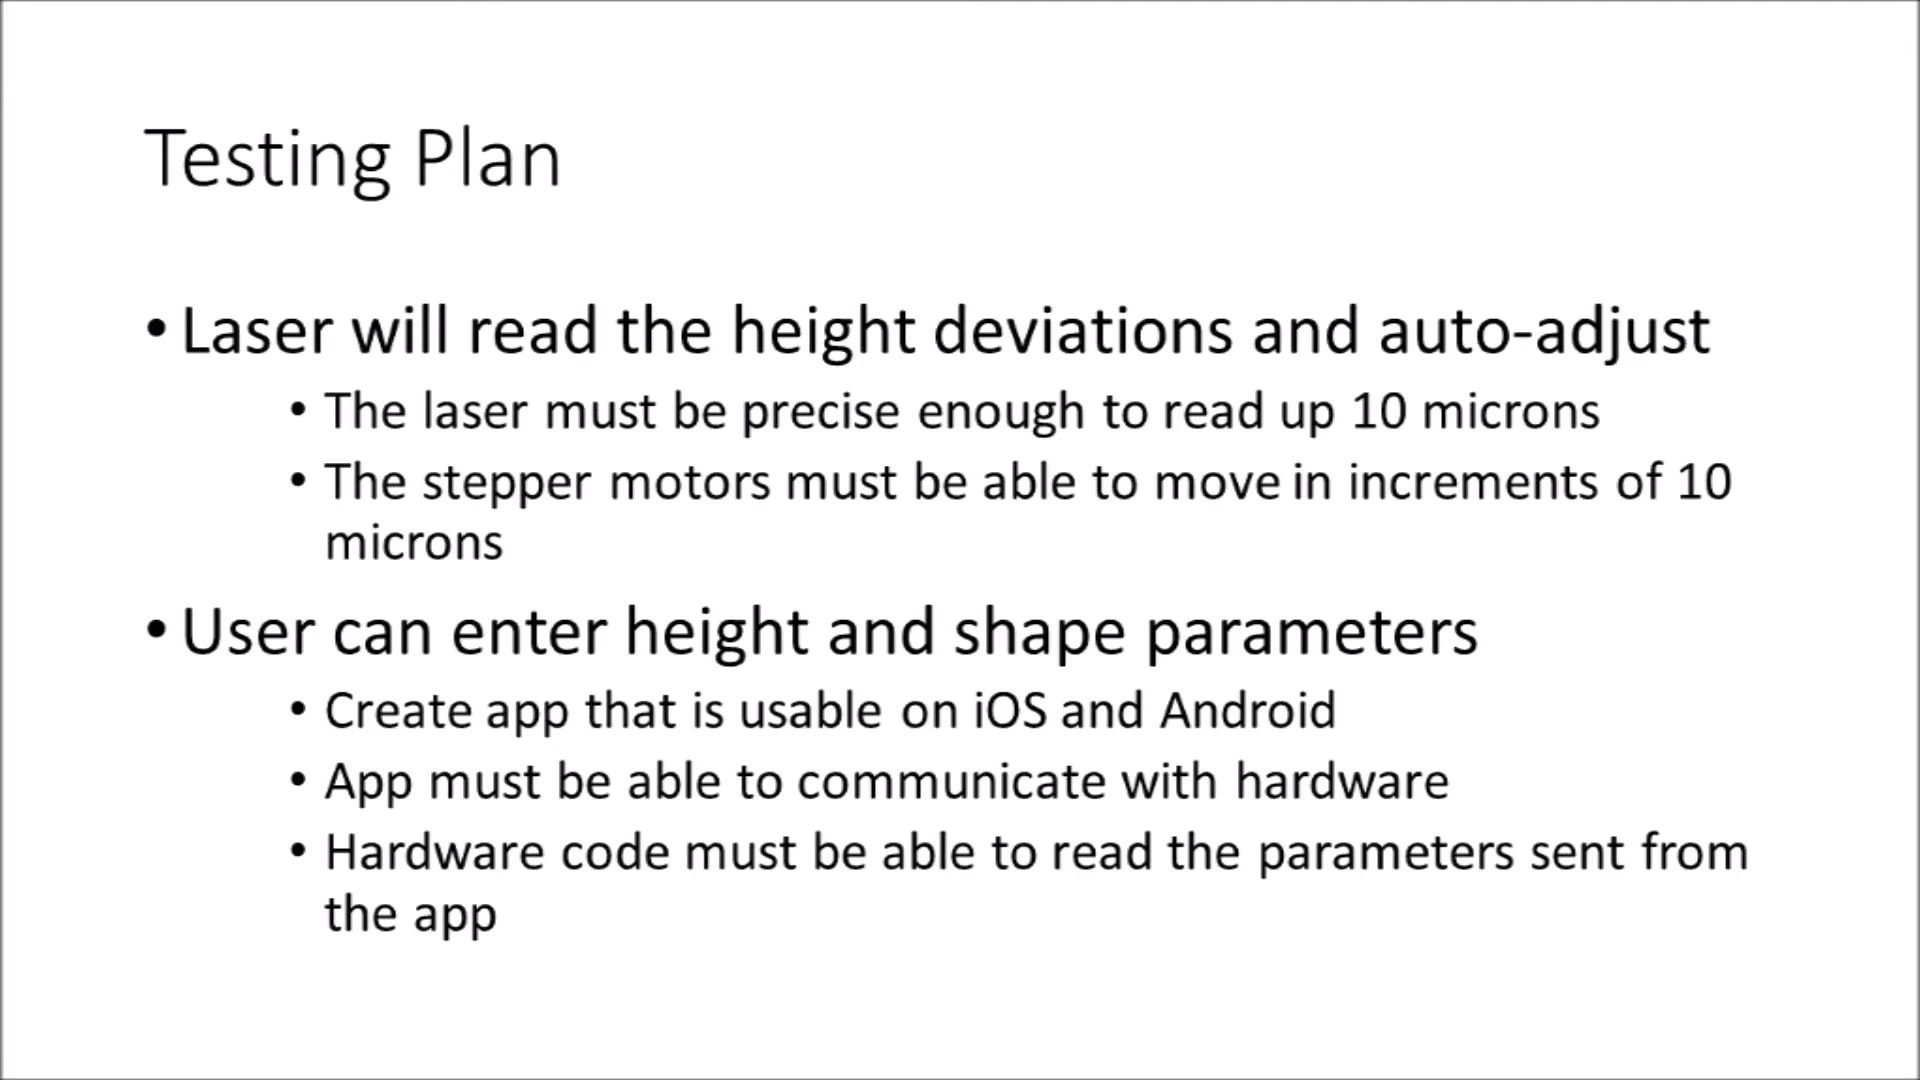 Testing Plan
• Laser will read the height deviations and auto-adjust
• The laser must be precise enough to read up 10 microns
• The stepper motors must be able to move in increments of 10
microns
• User can enter height and shape parameters
• Create app that is usable on iOS and Android
• App must be able to communicate with hardware
• Hardware code must be able to read the parameters sent from
the app